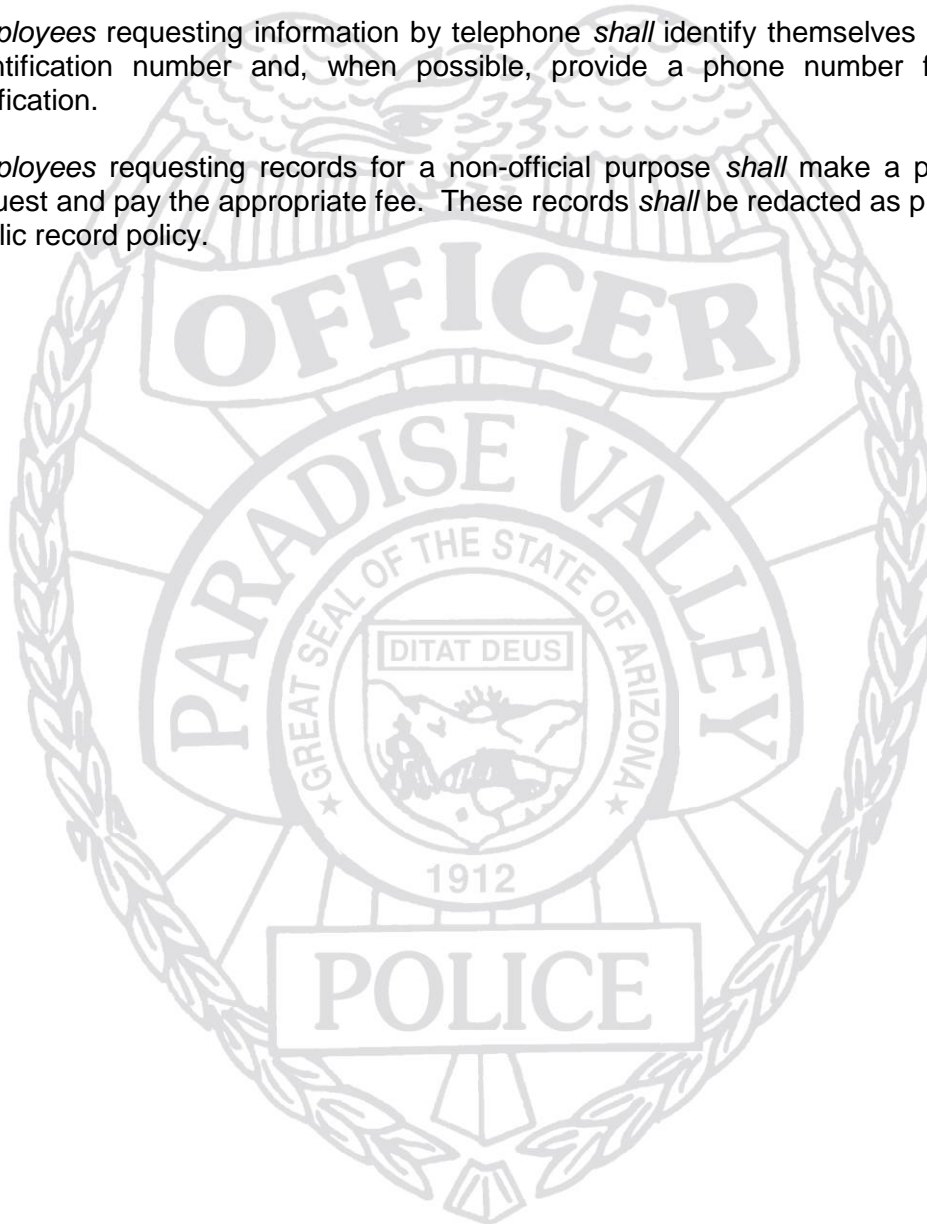 ployees requesting information by telephone shall identify themselves
ntification number and, when possible, provide a phone number f
fication.
ployees requesting records for a non-official purpose shall make a p
uest and pay the appropriate fee. These records shall be redacted as p
lic record policy.
OFFICER
PARADISE VALLEY
GREAT SEAL OF THE STATE OF ARIZONA
DITAT DEUS
1912
POLICE